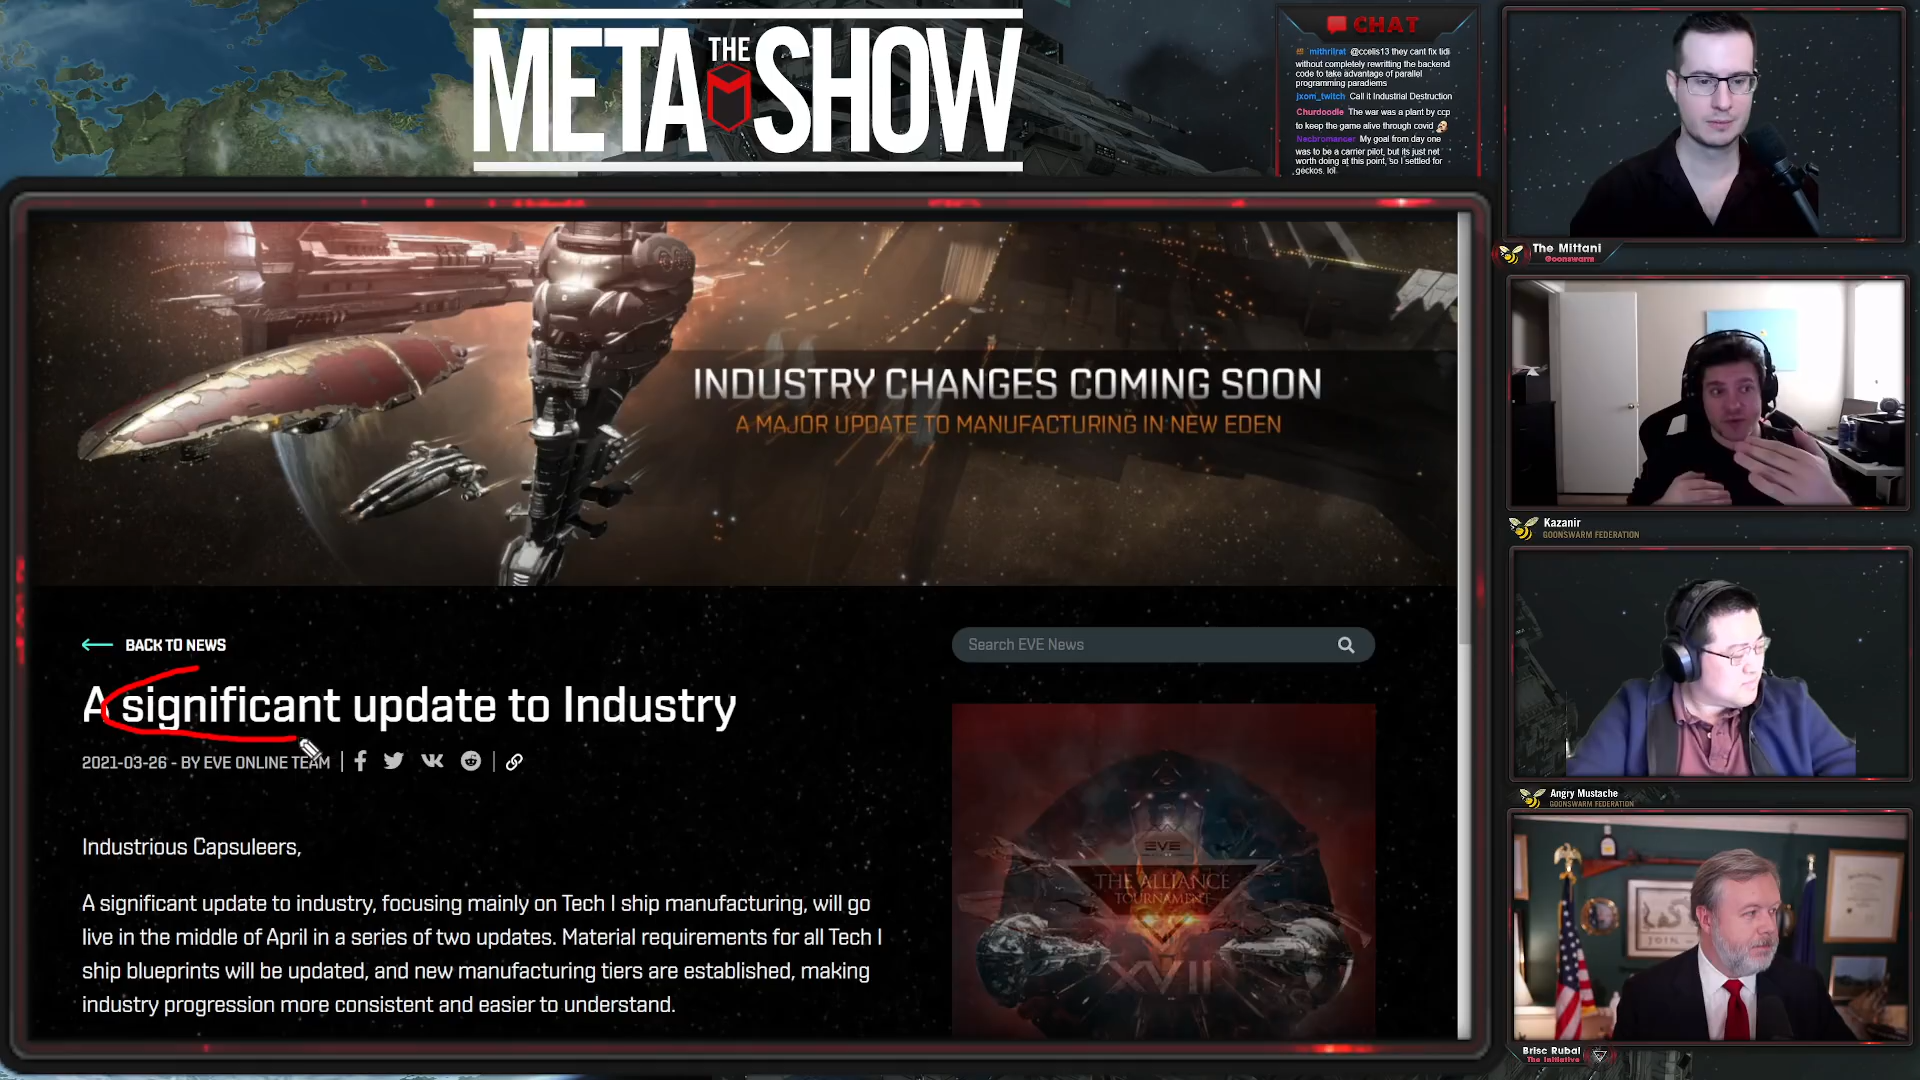 META THE SHOW
CHAT
mithrilrat @ccelis13 they cant fix tidi
without completely rewritting the backend
code to take advantage of parallel
programming paradiems
jxom_twitch Call it Industrial Destruction
Churdoodle The war was a plant by ccp
to keep the game alive through covid
Necbromancer My goal from day one
was to be a carrier pilot, but its just not
worth doing at this point, so I settled for
geckos, lol
The Mittani
Goonswarm
INDUSTRY CHANGES COMING SOON
A MAJOR UPDATE TO MANUFACTURING IN NEW EDEN
Kazanir
GOONSWARM FEDERATION
BACK TO NEWS
Search EVE News
A significant update to Industry
2021-03-26 - BY EVE ONLINE TEAM
Angry Mustache
GOONSWARM FEDERATION
Industrious Capsuleers,
A significant update to industry, focusing mainly on Tech I ship manufacturing, will go
live in the middle of April in a series of two updates. Material requirements for all Tech I
ship blueprints will be updated, and new manufacturing tiers are established, making
industry progression more consistent and easier to understand.
EVE
THE ALLIANCE
TOURNAMENT
XVII
JOIN
Brisc Rubal
The Initiative